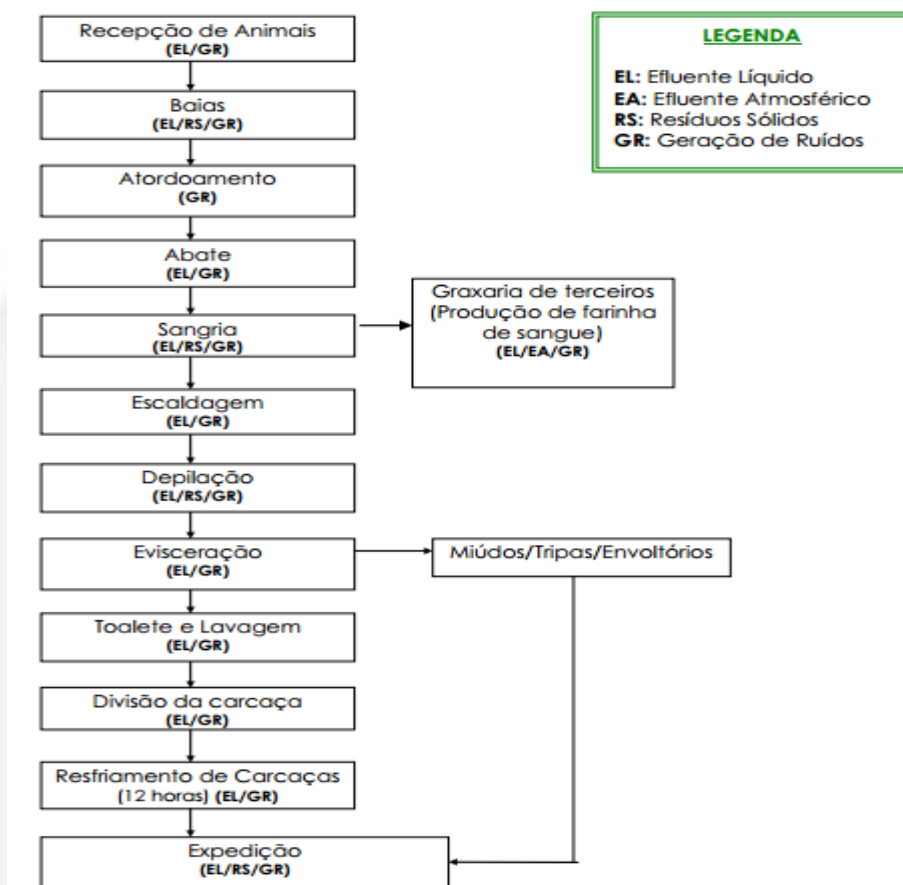 Recepção de Animais
(EL/GR)
LEGENDA
EL: Efluente Líquido
EA: Efluente Atmosférico
RS: Resíduos Sólidos
GR: Geração de Ruídos
Baias
(EL/RS/GR)
Atordoamento
(GR)
Abate
(EL/GR)
Sangria
(EL/RS/GR)
Graxaria de terceiros
(Produção de farinha
de sangue)
(EL/EA/GR)
Escaldagem
(EL/GR)
Depilação
(EL/RS/GR)
Evisceração
(EL/GR)
Miúdos/Tripas/Envoltórios
Toalete e Lavagem
(EL/GR)
Divisão da carcaça
(EL/GR)
Resfriamento de Carcaças
(12 horas) (EL/GR)
Expedição
(EL/RS/GR)